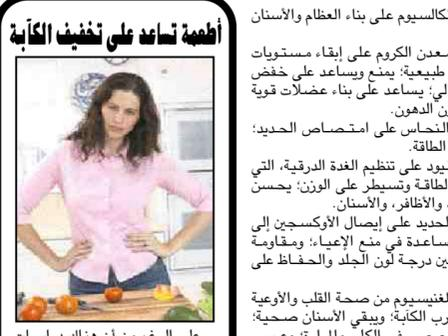 كالسيوم على بناء العظام والأسنان
عدن الكروم على إبقاء مستويات
طبيعية؛ يمنع ويساعد على خفض
لي؛ يساعد على بناء عضلات قوية
ن الدهون.
النحاس على امتصاص الحديد؛
الطاقة.
يود على تنظيم الغدة الدرقية، التي
لطاقة وتسيطر على الوزن؛ يحسن
والأظافر، والأسنان.
لحديد على إيصال الأوكسجين إلى
ساعدة في منع الإعياء؛ ومقاومة
ين درجة لون الجلد والحفاظ على
غنيسيوم من صحة القلب والأوعية
رب الكآبة؛ ويبقي الأسنان صحية؛
أطعمة تساعد على تخفيف الكآبة